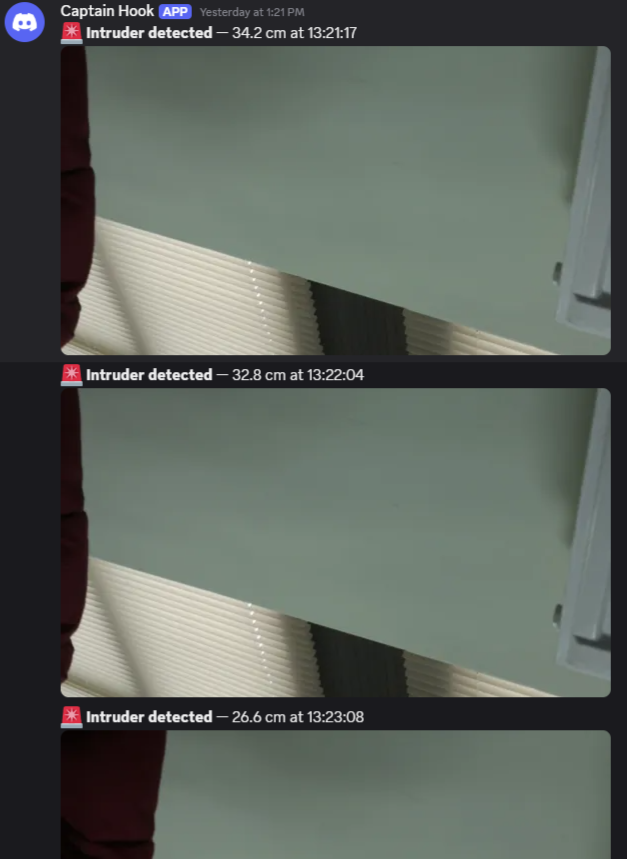 Captain Hook APP Yesterday at 1:21 PM
🚨 Intruder detected — 34.2 cm at 13:21:17
🚨 Intruder detected — 32.8 cm at 13:22:04
🚨 Intruder detected — 26.6 cm at 13:23:08